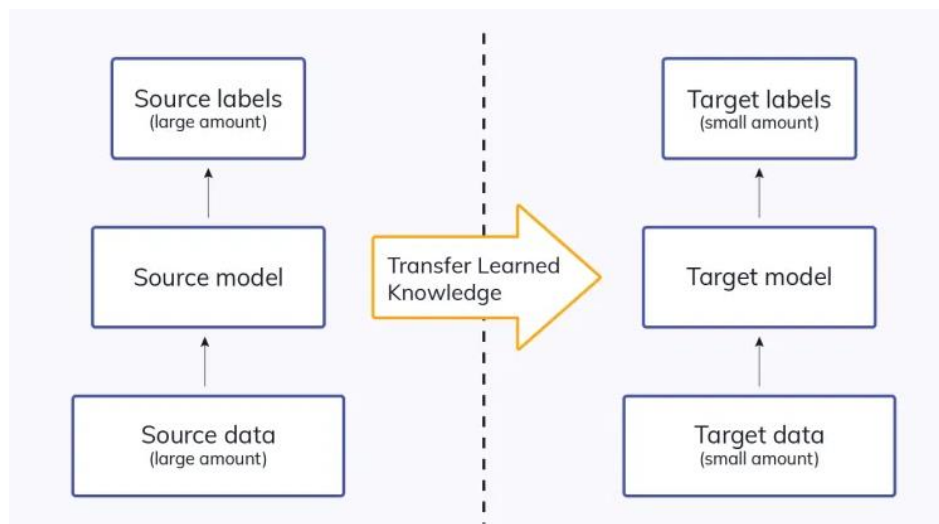 Source labels
(large amount)
Source model
Source data
(large amount)
Transfer Learned
Knowledge
Target labels
(small amount)
Target model
Target data
(small amount)